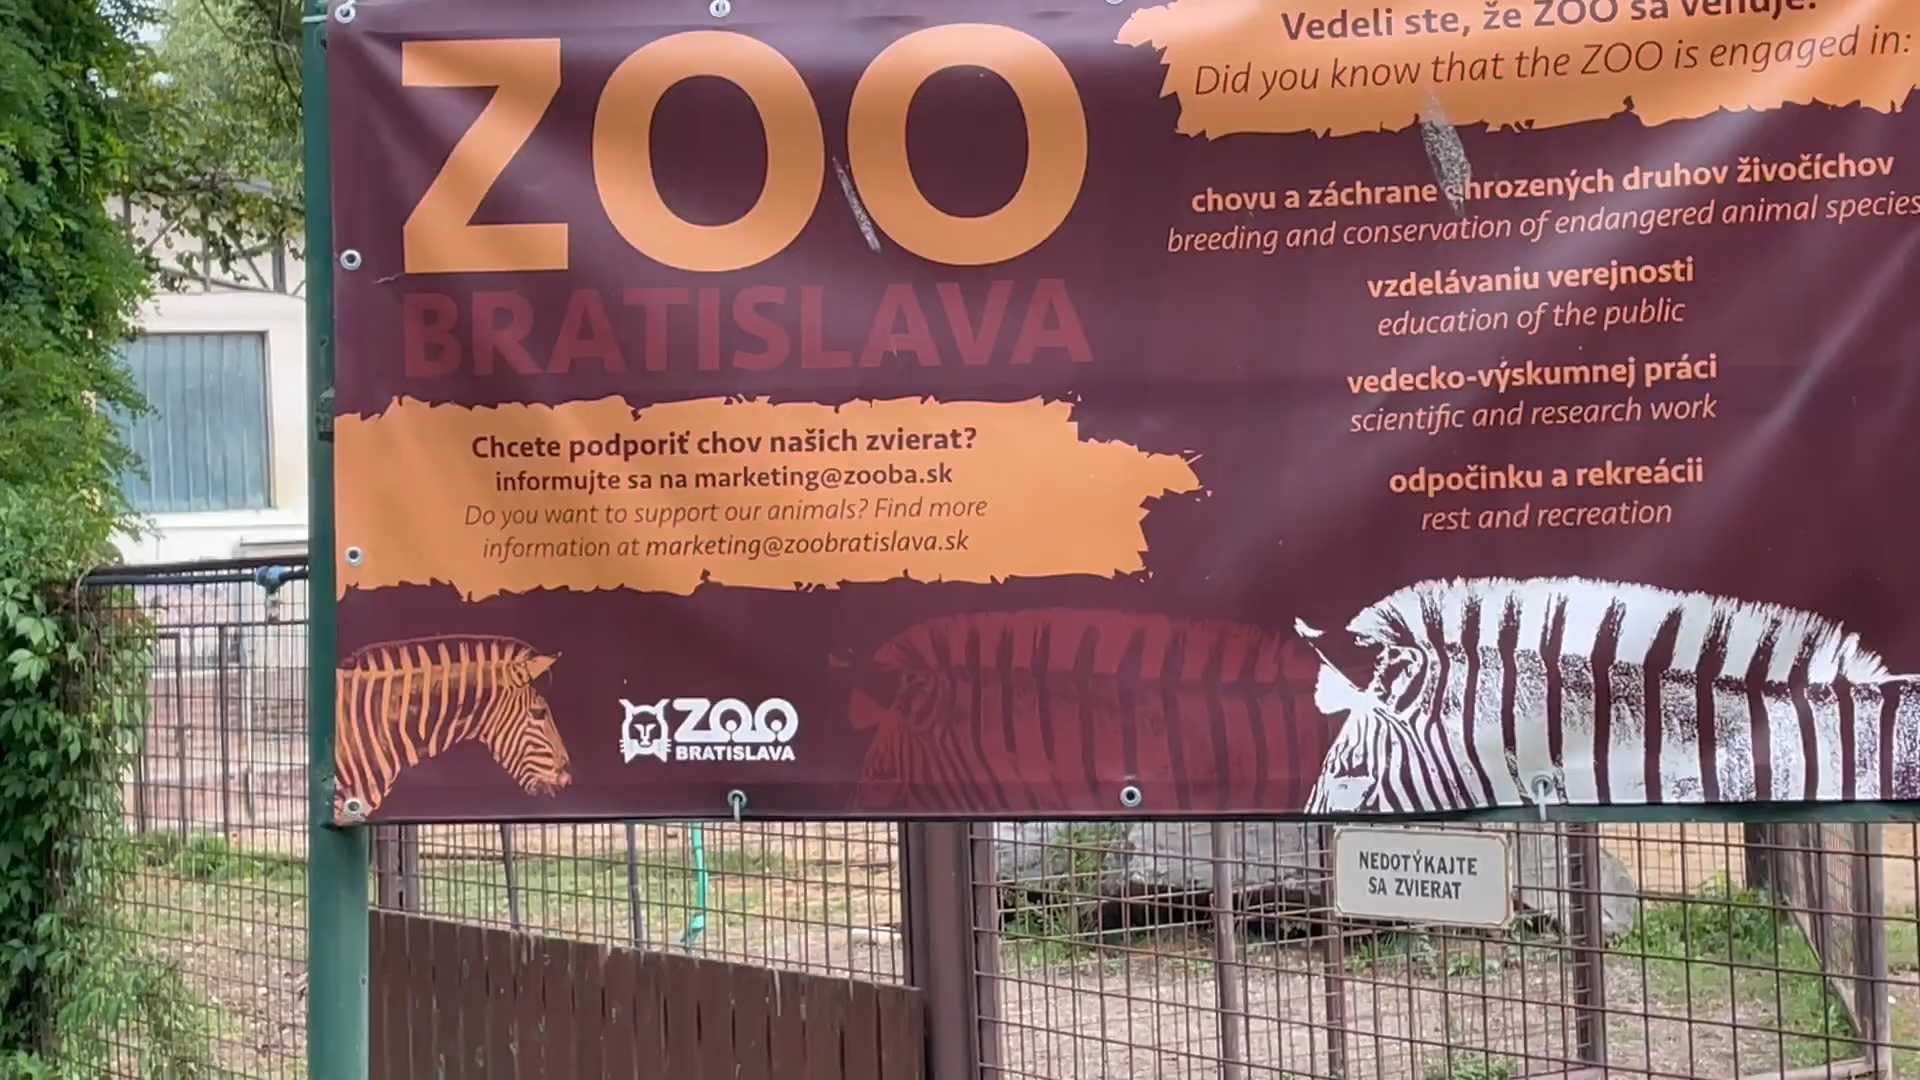 ZOO
BRATISLAVA
Chcete podporiť chov našich zvierat?
informujte sa na marketing@zooba.sk
Do you want to support our animals? Find more
information at marketing@zoobratislava.sk
ZOO
BRATISLAVA
Vedeli ste, že ZOO sa venuje:
Did you know that the ZOO is engaged in:
chovu a záchrane ohrozených druhov živočíchov
breeding and conservation of endangered animal species
vzdelávaniu verejnosti
education of the public
vedecko-výskumnej práci
scientific and research work
odpočinku a rekreácii
rest and recreation
NEDOTÝKAJTE
SA ZVIERAT